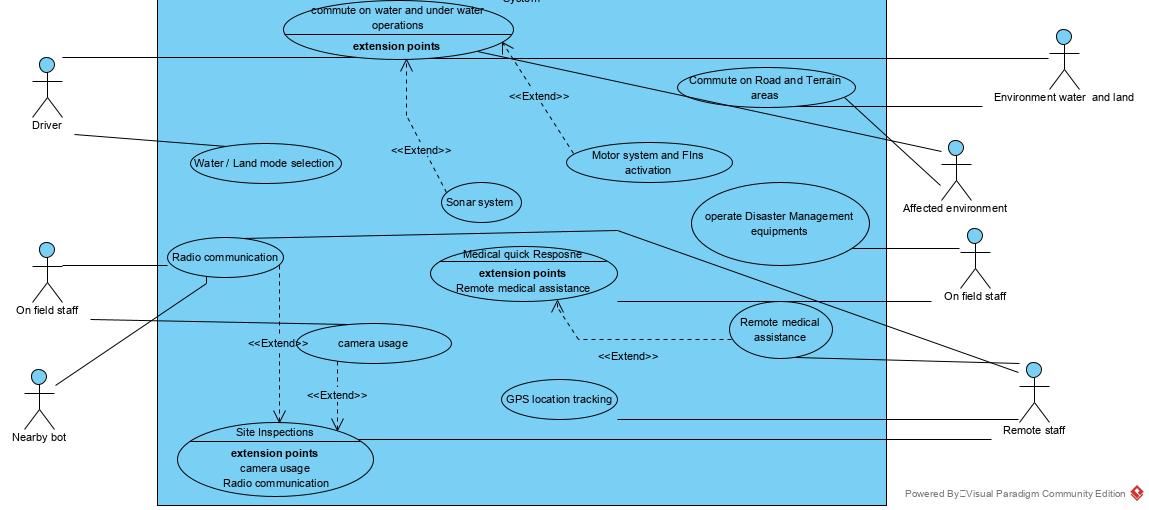 System
commute on water and under water
operations
extension points
Driver
Environment water and land
Commute on Road and Terrain
areas
<<Extend>>
<<Extend>>
Water / Land mode selection
Motor system and FIns
activation
Affected environment
Sonar system
operate Disaster Management
equipments
Radio communication
Medical quick Resposne
extension points
Remote medical assistance
On field staff
On field staff
Remote medical
assistance
<<Extend>>
camera usage
<<Extend>>
<<Extend>>
GPS location tracking
Nearby bot
Remote staff
Site Inspections
extension points
camera usage
Radio communication
Powered By Visual Paradigm Community Edition